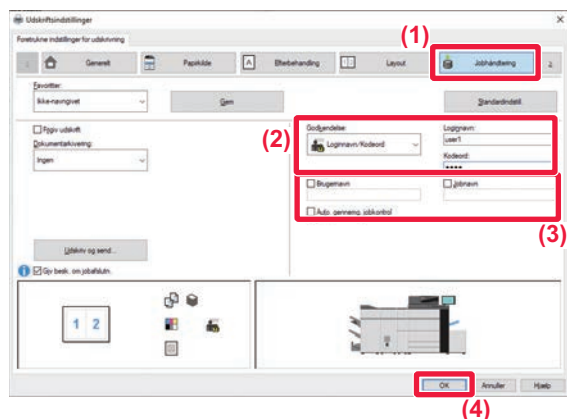 Udskriftsindstillinger
Foretrukne indstillinger for udskrivning
(1)
Generelt Papirkilde Efterbehandling Layout Jobhåndtering
Favoritter:
Ikke-navngivet Gem Standardindstill.
Frigiv udskrift
Dokumentarkivering:
Ingen
(2)
Godkendelse:
Loginnavn/Kodeord
Loginnavn:
user1
Kodeord:
••••
Brugernavn Jobnavn
Auto. gennemg. jobkontrol
(3)
Udskriv og send...
Giv besk. om jobafslutn.
1 2
OK Annuller Hjælp
(4)